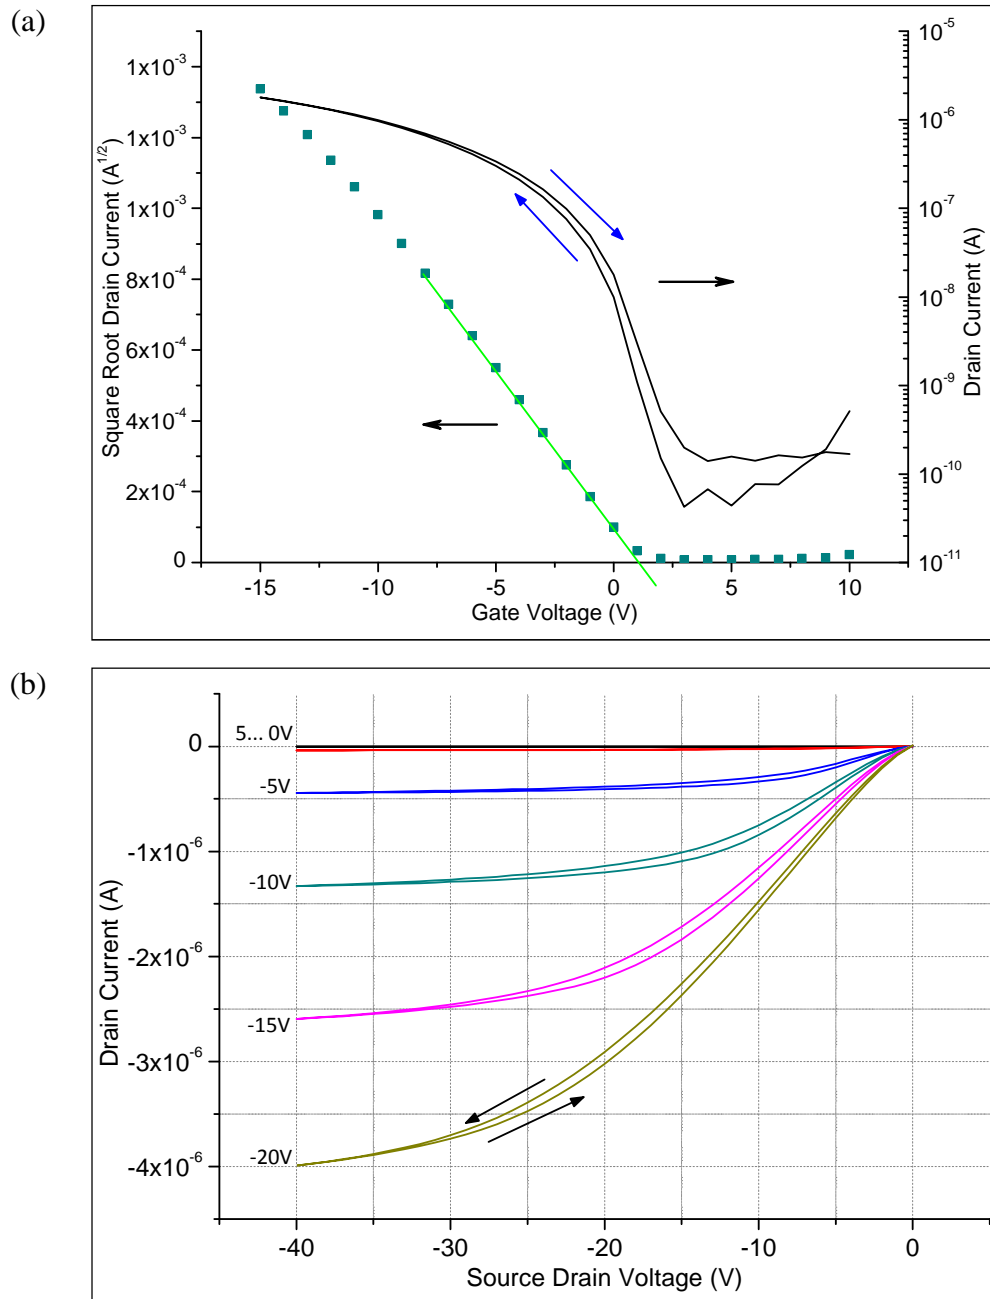 (a)
Square Root Drain Current (A^1/2)
1x10^-3
1x10^-3
1x10^-3
8x10^-4
6x10^-4
4x10^-4
2x10^-4
0
10^-5
10^-6
10^-7
10^-8
10^-9
10^-10
10^-11
Drain Current (A)
-15 -10 -5 0 5 10
Gate Voltage (V)
(b)
Drain Current (A)
0
-1x10^-6
-2x10^-6
-3x10^-6
-4x10^-6
5... 0V
-5V
-10V
-15V
-20V
-40 -30 -20 -10 0
Source Drain Voltage (V)